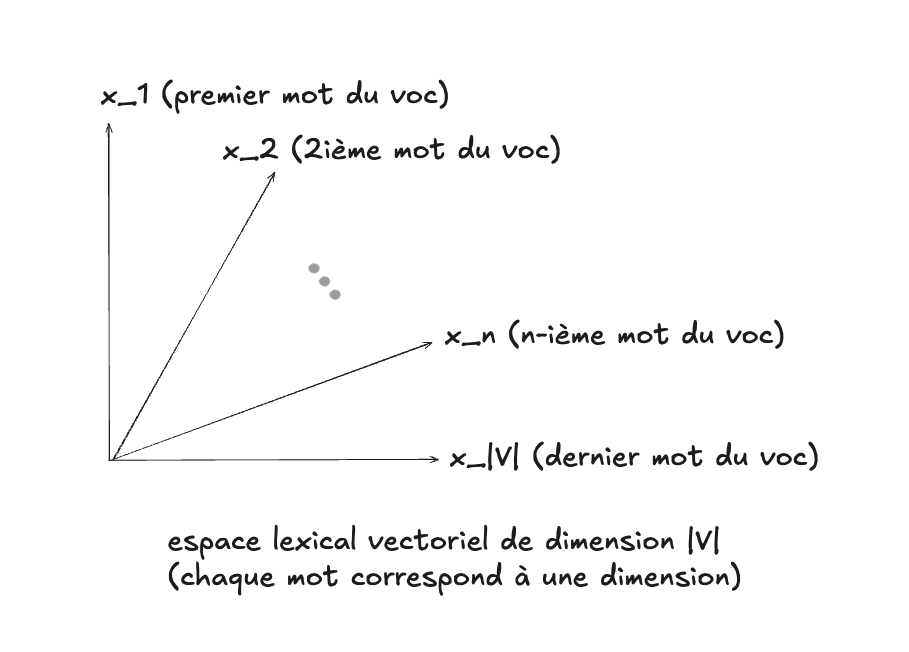 x_1 (premier mot du voc)
x_2 (2ième mot du voc)
x_n (n-ième mot du voc)
x_|V| (dernier mot du voc)
espace lexical vectoriel de dimension |V|
(chaque mot correspond à une dimension)